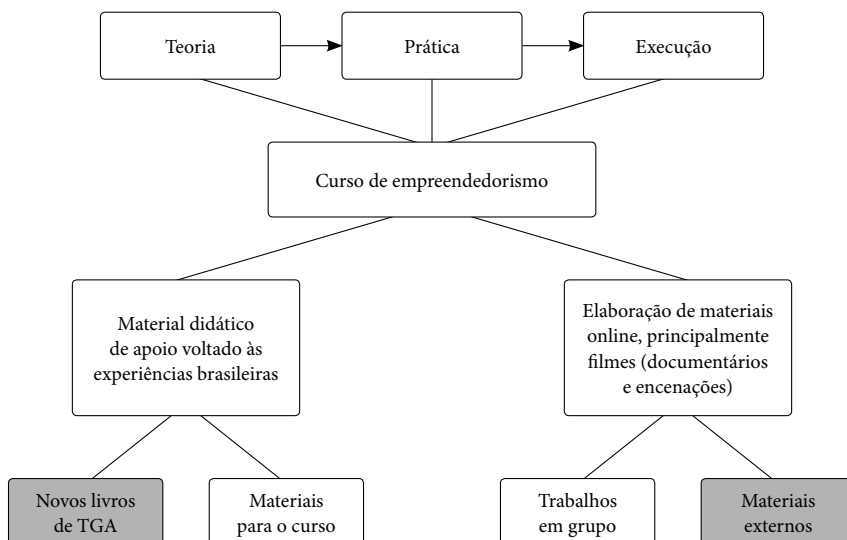 Teoria
Prática
Execução
Curso de empreendedorismo
Material didático
de apoio voltado às
experiências brasileiras
Elaboração de materiais
online, principalmente
filmes (documentários
e encenações)
Novos livros
de TGA
Materiais
para o curso
Trabalhos
em grupo
Materiais
externos